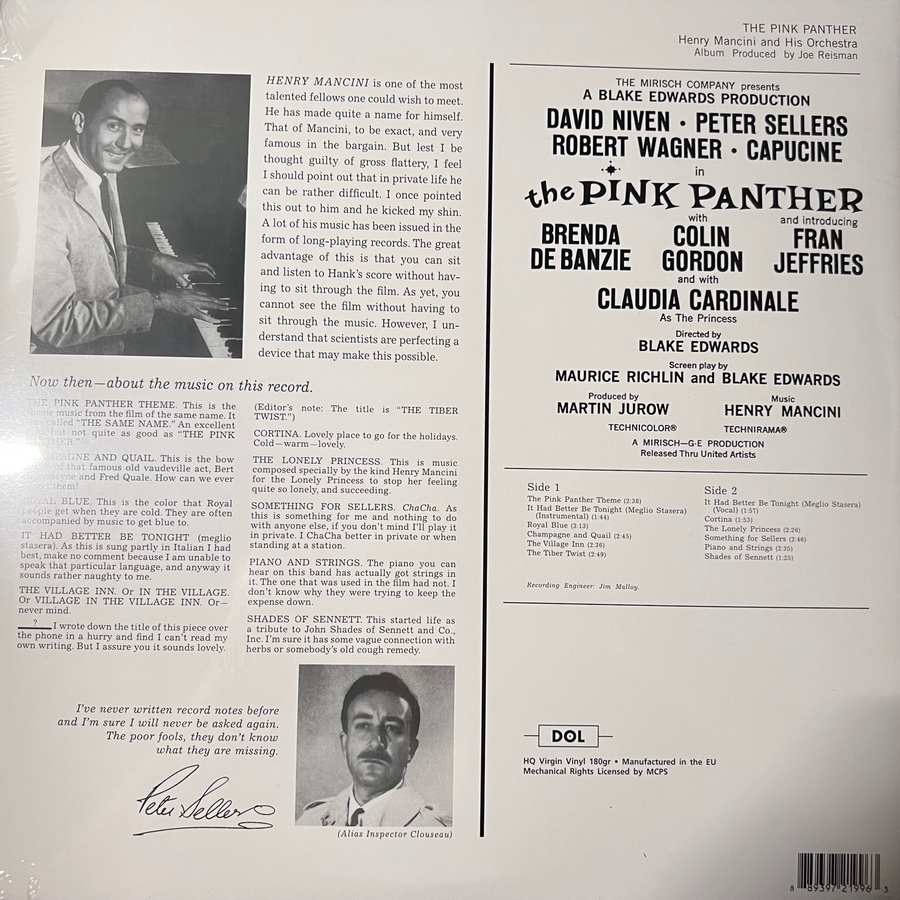 THE PINK PANTHER
Henry Mancini and His Orchestra
Album Produced by Joe Reisman
HENRY MANCINI is one of the most
talented fellows one could wish to meet.
He has made quite a name for himself.
That of Mancini, to be exact, and very
famous in the bargain. But lest I be
thought guilty of gross flattery, I feel
I should point out that in private life he
can be rather difficult. I once pointed
this out to him and he kicked my shin.
A lot of his music has been issued in the
form of long-playing records. The great
advantage of this is that you can sit
and listen to Hank's score without hav-
ing to sit through the film. As yet, you
cannot see the film without having to
sit through the music. However, I un-
derstand that scientists are perfecting a
device that may make this possible.
Now then—about the music on this record.
THE PINK PANTHER THEME. This is the
music from the film of the same name. It
called "THE SAME NAME." An excellent
but not quite as good as "THE PINK
AND QUAIL. This is the bow
that famous old vaudeville act, Bert
and Fred Quale. How can we ever
them!
BLUE. This is the color that Royal
get when they are cold. They are often
accompanied by music to get blue to.
IT HAD BETTER BE TONIGHT (meglio
stasera). As this is sung partly in Italian I had
best, make no comment because I am unable to
speak that particular language, and anyway it
sounds rather naughty to me.
THE VILLAGE INN. Or IN THE VILLAGE.
Or VILLAGE IN THE VILLAGE INN. Or—
never mind.
? I wrote down the title of this piece over
the phone in a hurry and find I can't read my
own writing. But I assure you it sounds lovely.
(Editor's note: The title is "THE TIBER
TWIST.")
CORTINA. Lovely place to go for the holidays.
Cold—warm—lovely.
THE LONELY PRINCESS. This is music
composed specially by the kind Henry Mancini
for the Lonely Princess to stop her feeling
quite so lonely, and succeeding.
SOMETHING FOR SELLERS. ChaCha. As
this is something for me and nothing to do
with anyone else, if you don't mind I'll play it
in private. I ChaCha better in private or when
standing at a station.
PIANO AND STRINGS. The piano you can
hear on this band has actually got strings in
it. The one that was used in the film had not. I
don't know why they were trying to keep the
expense down.
SHADES OF SENNETT. This started life as
a tribute to John Shades of Sennett and Co.,
Inc. I'm sure it has some vague connection with
herbs or somebody's old cough remedy.
I've never written record notes before
and I'm sure I will never be asked again.
The poor fools, they don't know
what they are missing.
Peter Sellers
(Alias Inspector Clouseau)
THE MIRISCH COMPANY presents
A BLAKE EDWARDS PRODUCTION
DAVID NIVEN • PETER SELLERS
ROBERT WAGNER • CAPUCINE
in
the PINK PANTHER
with
BRENDA DE BANZIE
COLIN GORDON
and introducing
FRAN JEFFRIES
and with
CLAUDIA CARDINALE
As The Princess
Directed by
BLAKE EDWARDS
Screen play by
MAURICE RICHLIN and BLAKE EDWARDS
Produced by
MARTIN JUROW
Music
HENRY MANCINI
TECHNICOLOR® TECHNIRAMA®
A MIRISCH—G-E PRODUCTION
Released Thru United Artists
Side 1
The Pink Panther Theme (2:38)
It Had Better Be Tonight (Meglio Stasera)
(Instrumental) (1:44)
Royal Blue (3:13)
Champagne and Quail (2:45)
The Village Inn (2:36)
The Tiber Twist (2:49)
Side 2
It Had Better Be Tonight (Meglio Stasera)
(Vocal) (1:57)
Cortina (1:53)
The Lonely Princess (2:26)
Something for Sellers (2:46)
Piano and Strings (2:35)
Shades of Sennett (1:25)
Recording Engineer: Jim Malloy.
DOL
HQ Virgin Vinyl 180gr • Manufactured in the EU
Mechanical Rights Licensed by MCPS
8 89397 21996 3